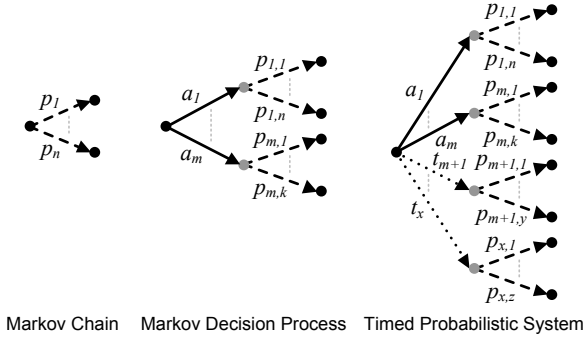 p1
pn
Markov Chain
a1
am
p1,1
p1,n
pm,1
pm,k
Markov Decision Process
a1
am
tm+1
tx
p1,1
p1,n
pm,1
pm,k
pm+1,1
pm+1,y
px,1
px,z
Timed Probabilistic System